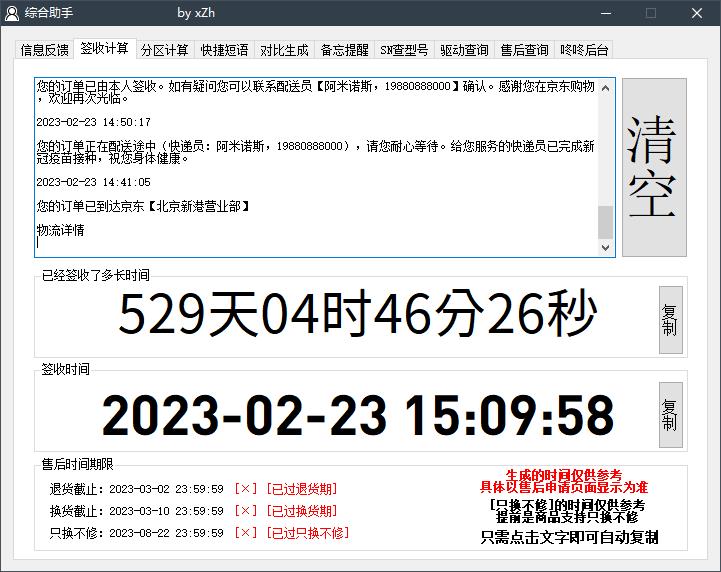 综合助手 by xZh
信息反馈 签收计算 分区计算 快捷短语 对比生成 备忘提醒 SN查型号 驱动查询 售后查询 咚咚后台
您的订单已由本人签收。如有疑问您可以联系配送员【阿米诺斯，19880888000】确认。感谢您在京东购物
，欢迎再次光临。
2023-02-23 14:50:17
您的订单正在配送途中（快递员：阿米诺斯，19880888000），请您耐心等待。给您服务的快递员已完成新
冠疫苗接种，祝您身体健康。
2023-02-23 14:41:05
您的订单已到达京东【北京新港营业部】
物流详情
清空
已经签收了多长时间
529天04时46分26秒
复制
签收时间
2023-02-23 15:09:58
复制
售后时间期限
退货截止：2023-03-02 23:59:59 [×] [已过退货期]
换货截止：2023-03-10 23:59:59 [×] [已过换货期]
只换不修：2023-08-22 23:59:59 [×] [已过只换不修]
生成的时间仅供参考
具体以售后申请页面显示为准
[只换不修]的时间仅供参考
提前是商品支持只换不修
只需点击文字即可自动复制